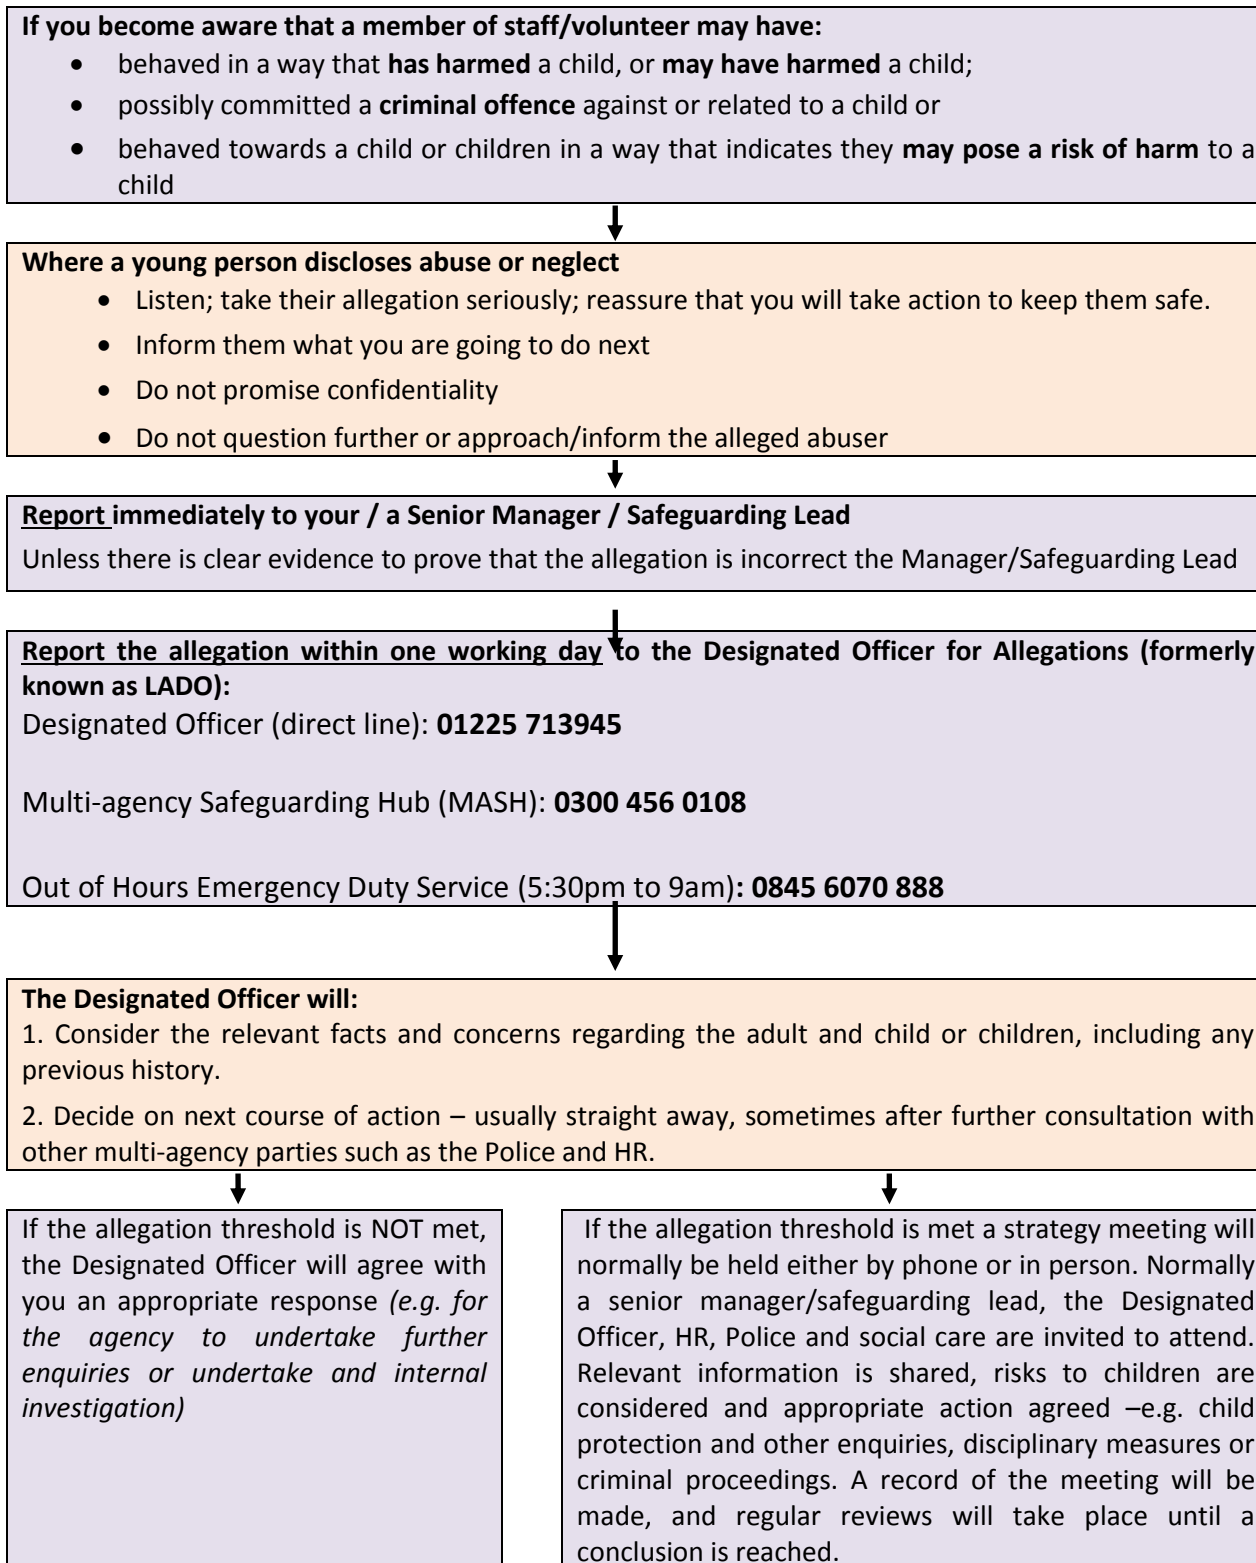 If you become aware that a member of staff/volunteer may have:
• behaved in a way that has harmed a child, or may have harmed a child;
• possibly committed a criminal offence against or related to a child or
• behaved towards a child or children in a way that indicates they may pose a risk of harm to a
child
Where a young person discloses abuse or neglect
• Listen; take their allegation seriously; reassure that you will take action to keep them safe.
• Inform them what you are going to do next
• Do not promise confidentiality
• Do not question further or approach/inform the alleged abuser
Report immediately to your / a Senior Manager / Safeguarding Lead
Unless there is clear evidence to prove that the allegation is incorrect the Manager/Safeguarding Lead
Report the allegation within one working day to the Designated Officer for Allegations (formerly
known as LADO):
Designated Officer (direct line): 01225 713945
Multi-agency Safeguarding Hub (MASH): 0300 456 0108
Out of Hours Emergency Duty Service (5:30pm to 9am): 0845 6070 888
The Designated Officer will:
1. Consider the relevant facts and concerns regarding the adult and child or children, including any
previous history.
2. Decide on next course of action – usually straight away, sometimes after further consultation with
other multi-agency parties such as the Police and HR.
If the allegation threshold is NOT met,
the Designated Officer will agree with
you an appropriate response (e.g. for
the agency to undertake further
enquiries or undertake and internal
investigation)
If the allegation threshold is met a strategy meeting will
normally be held either by phone or in person. Normally
a senior manager/safeguarding lead, the Designated
Officer, HR, Police and social care are invited to attend.
Relevant information is shared, risks to children are
considered and appropriate action agreed –e.g. child
protection and other enquiries, disciplinary measures or
criminal proceedings. A record of the meeting will be
made, and regular reviews will take place until a
conclusion is reached.